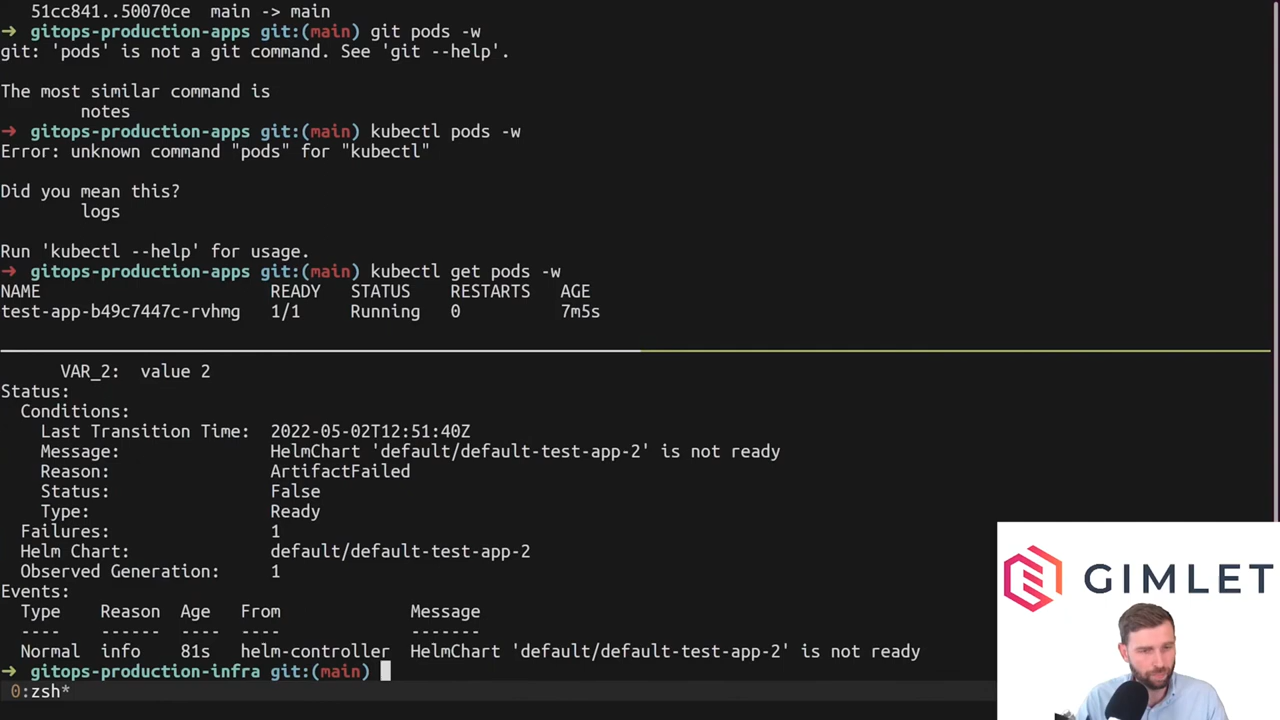 51cc841..50070ce  main -> main
➜  gitops-production-apps git:(main) git pods -w
git: 'pods' is not a git command. See 'git --help'.
The most similar command is
notes
➜  gitops-production-apps git:(main) kubectl pods -w
Error: unknown command "pods" for "kubectl"
Did you mean this?
logs
Run 'kubectl --help' for usage.
➜  gitops-production-apps git:(main) kubectl get pods -w
NAME                       READY   STATUS    RESTARTS   AGE
test-app-b49c7447c-rvhmg   1/1     Running   0          7m5s
VAR_2:  value 2
Status:
Conditions:
Last Transition Time:  2022-05-02T12:51:40Z
Message:               HelmChart 'default/default-test-app-2' is not ready
Reason:                ArtifactFailed
Status:                False
Type:                  Ready
Failures:                1
Helm Chart:              default/default-test-app-2
Observed Generation:     1
Events:
Type    Reason  Age   From             Message
----    ------  ----  ----             -------
Normal  info    81s   helm-controller  HelmChart 'default/default-test-app-2' is not ready
➜  gitops-production-infra git:(main)
0:zsh*
GIMLET